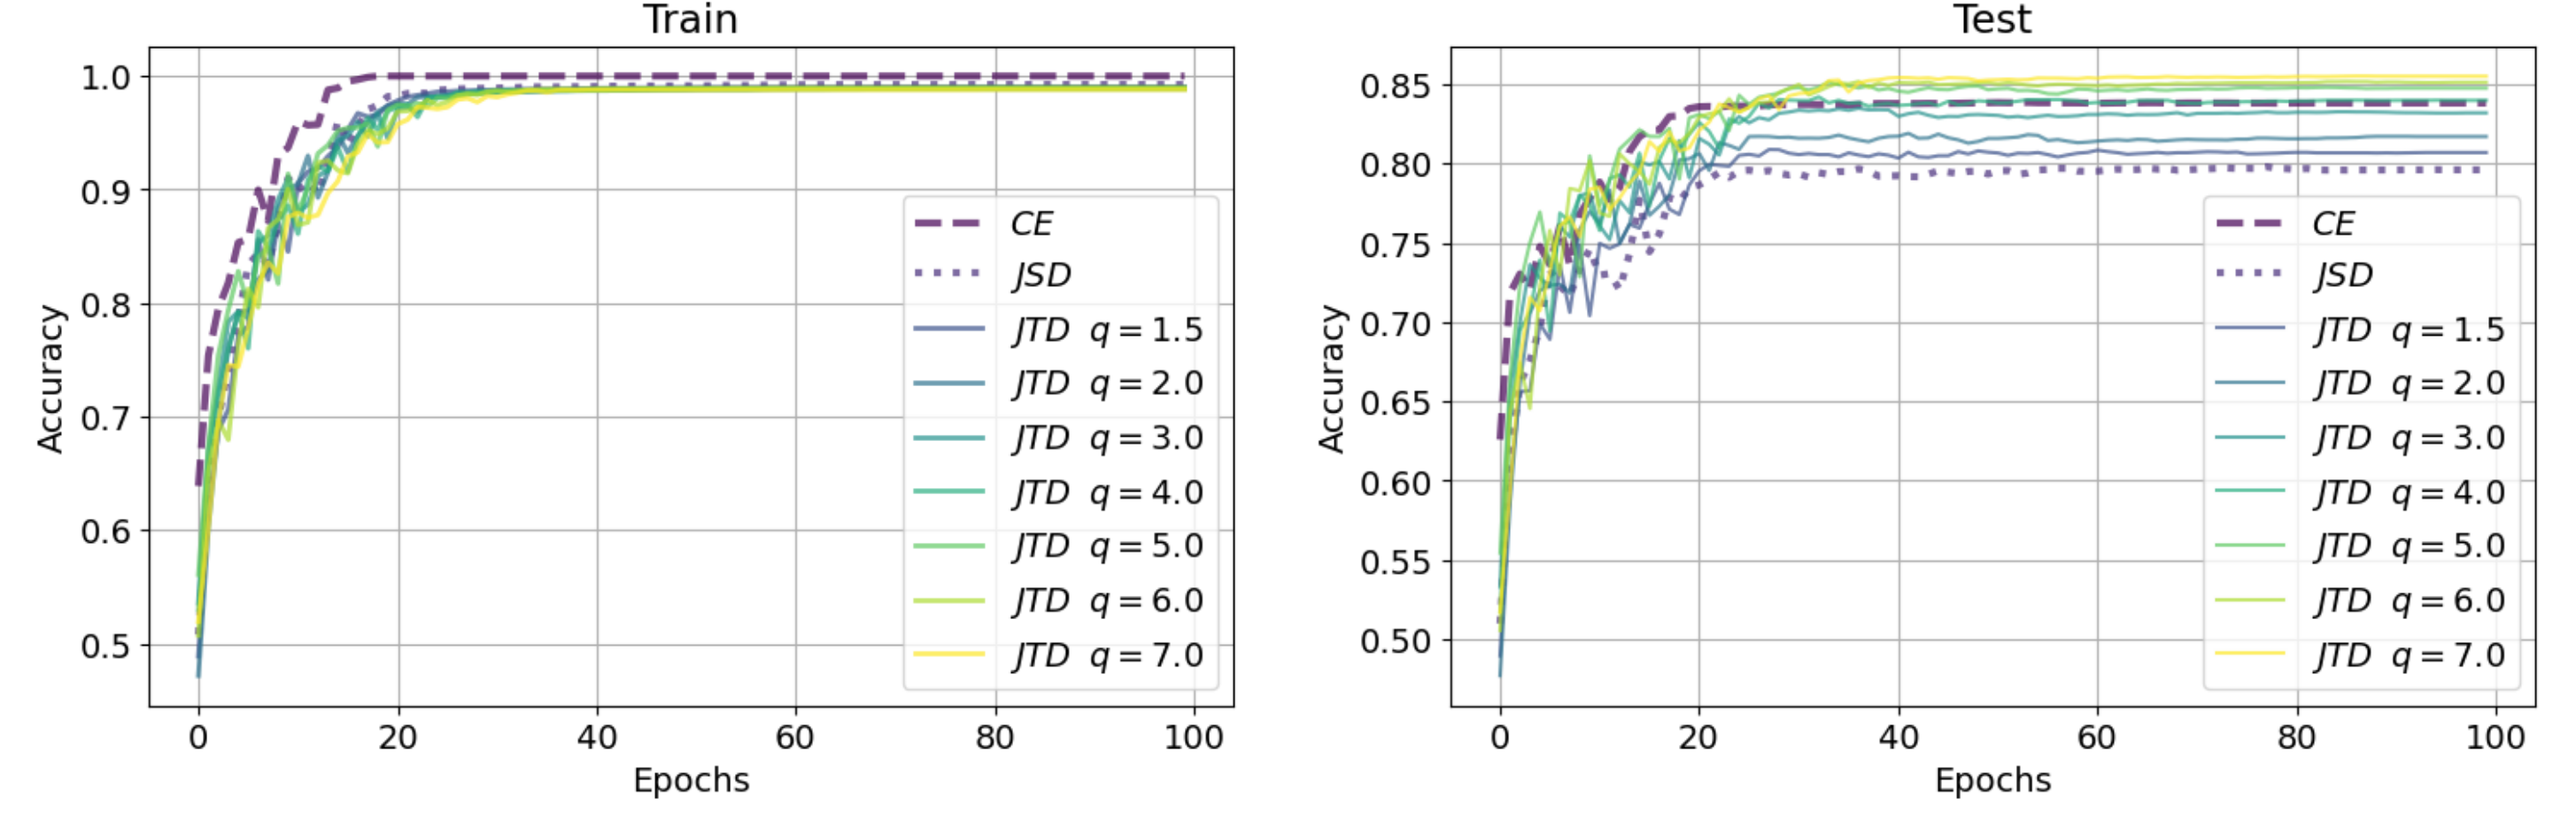 Train
Accuracy
1.0
0.9
0.8
0.7
0.6
0.5
CE
JSD
JTD q = 1.5
JTD q = 2.0
JTD q = 3.0
JTD q = 4.0
JTD q = 5.0
JTD q = 6.0
JTD q = 7.0
0 20 40 60 80 100
Epochs
Test
Accuracy
0.85
0.80
0.75
0.70
0.65
0.60
0.55
0.50
CE
JSD
JTD q = 1.5
JTD q = 2.0
JTD q = 3.0
JTD q = 4.0
JTD q = 5.0
JTD q = 6.0
JTD q = 7.0
0 20 40 60 80 100
Epochs